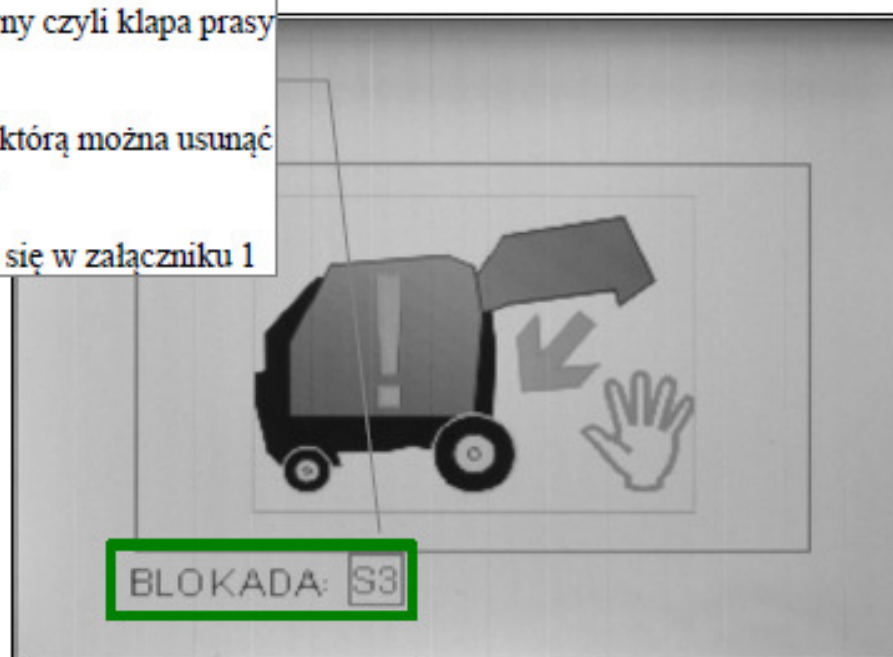 ny czyli klapa prasy
którą można usunąć
się w załączniku 1
!
BLOKADA: S3